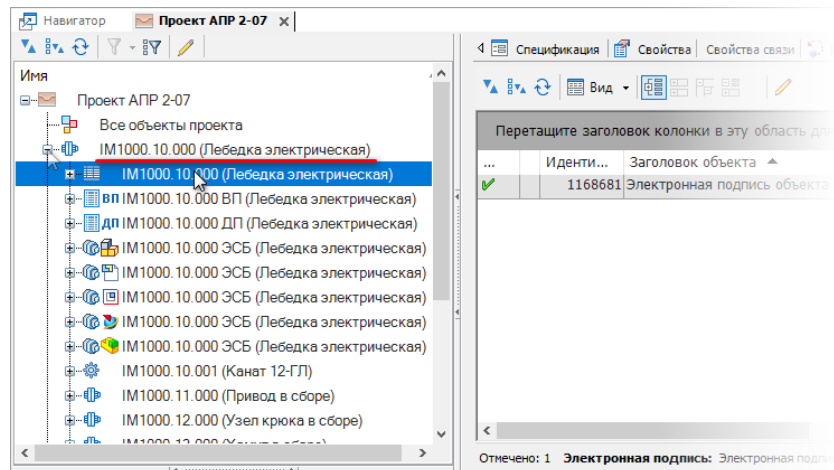 Навигатор
Проект АПР 2-07
Имя
Проект АПР 2-07
Все объекты проекта
IM1000.10.000 (Лебедка электрическая)
IM1000.10.000 (Лебедка электрическая)
ВП IM1000.10.000 ВП (Лебедка электрическая)
ДП IM1000.10.000 ДП (Лебедка электрическая)
IM1000.10.000 ЭСБ (Лебедка электрическая)
IM1000.10.000 ЭСБ (Лебедка электрическая)
IM1000.10.000 ЭСБ (Лебедка электрическая)
IM1000.10.000 ЭСБ (Лебедка электрическая)
IM1000.10.000 ЭСБ (Лебедка электрическая)
IM1000.10.001 (Канат 12-ГЛ)
IM1000.11.000 (Привод в сборе)
IM1000.12.000 (Узел крюка в сборе)
Спецификация Свойства Свойства связи
Вид
Перетащите заголовок колонки в эту область для
... Иденти... Заголовок объекта
1168681 Электронная подпись объекта
Отмечено: 1 Электронная подпись: Электронная подпи